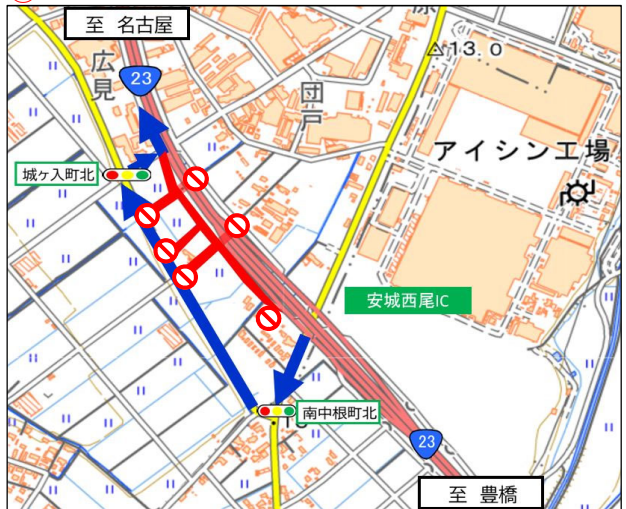 至 名古屋
23
広見
団戸
13.0
アイシン工場
城ヶ入町北
安城西尾IC
南中根町北
23
至 豊橋